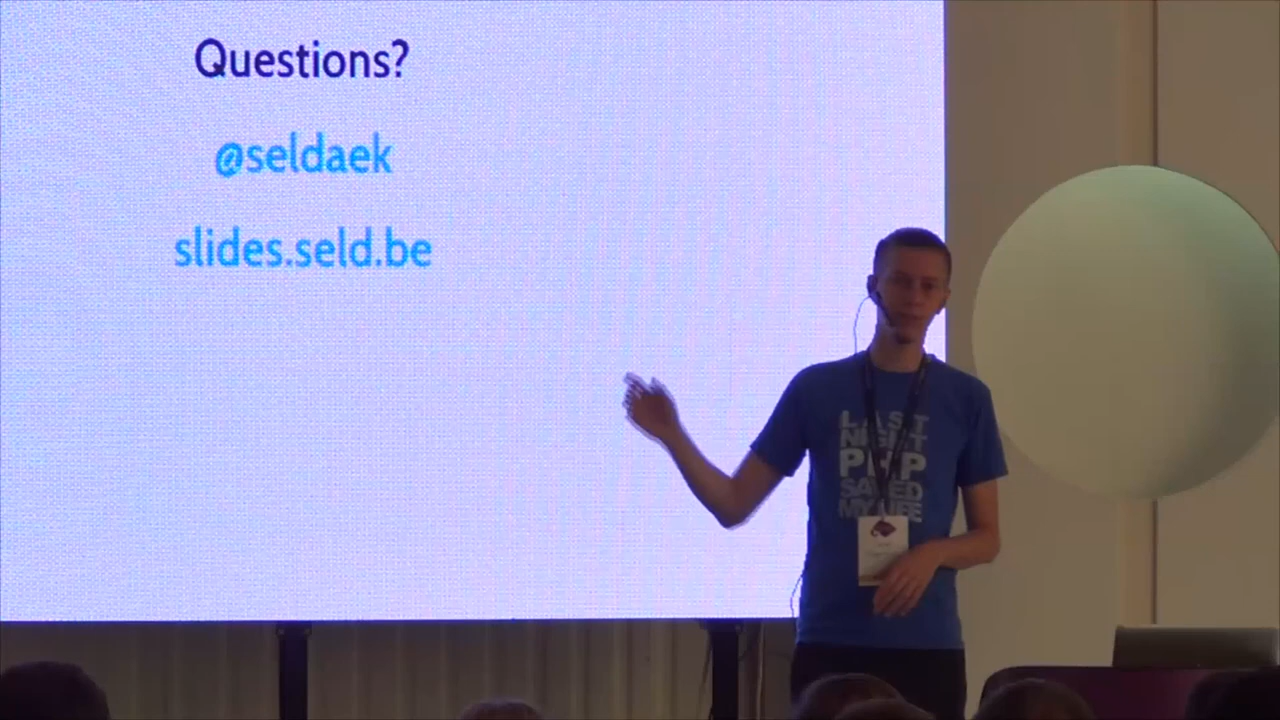 Questions?
@seldaek
slides.seld.be
LAST
NIGHT
PHP
SAVED
MY LIFE